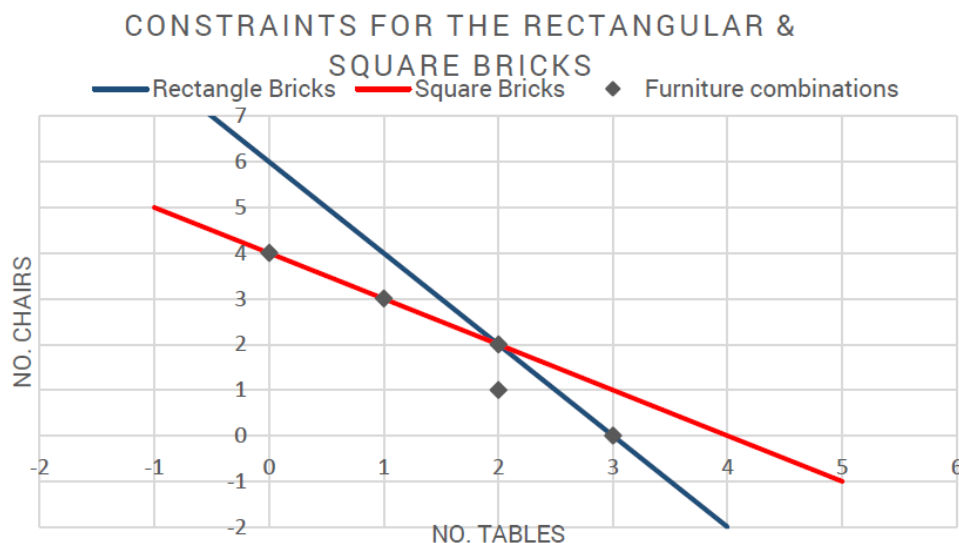 CONSTRAINTS FOR THE RECTANGULAR &
SQUARE BRICKS
Rectangle Bricks Square Bricks Furniture combinations
7
6
5
4
3
2
1
0
-2 -1 0 1 2 3 4 5 6
-1
-2
NO. CHAIRS
NO. TABLES